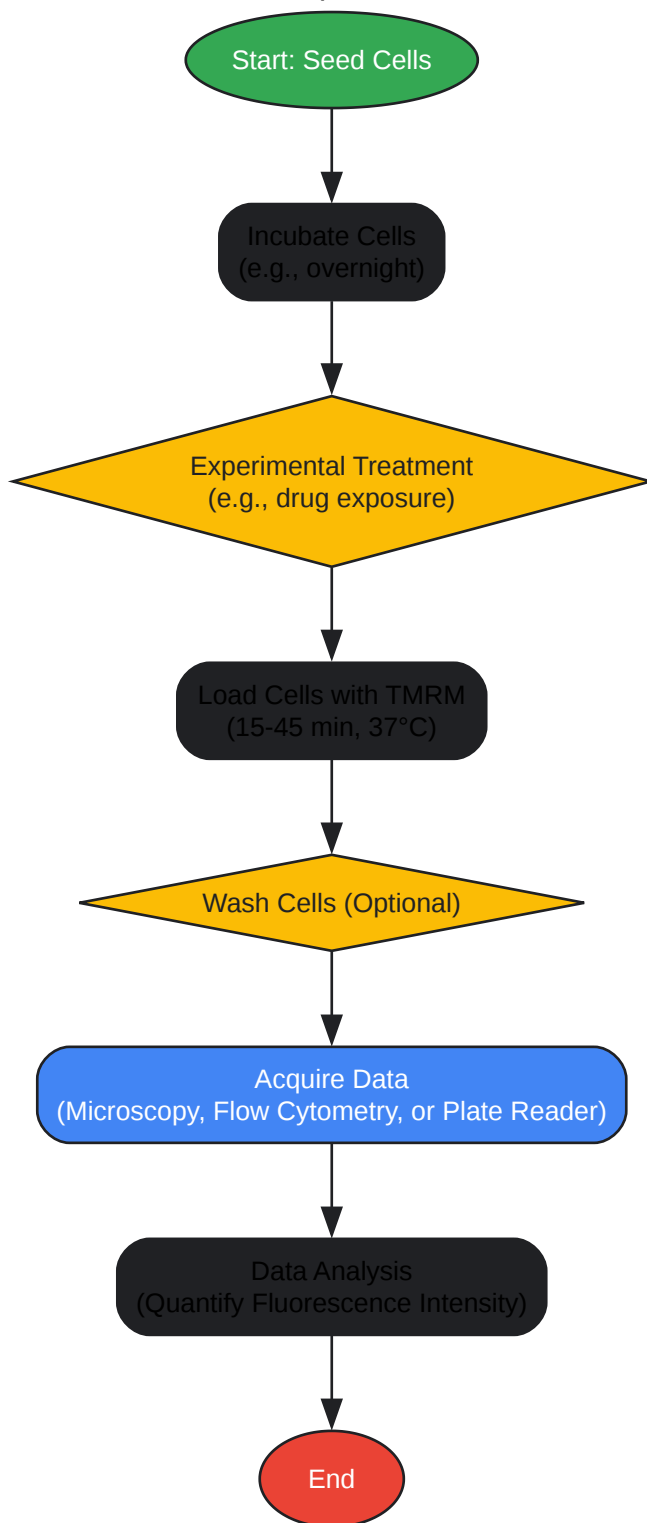 Start: Seed Cells
Incubate Cells
(e.g., overnight)
Experimental Treatment
(e.g., drug exposure)
Load Cells with TMRM
(15-45 min, 37°C)
Wash Cells (Optional)
Acquire Data
(Microscopy, Flow Cytometry, or Plate Reader)
Data Analysis
(Quantify Fluorescence Intensity)
End